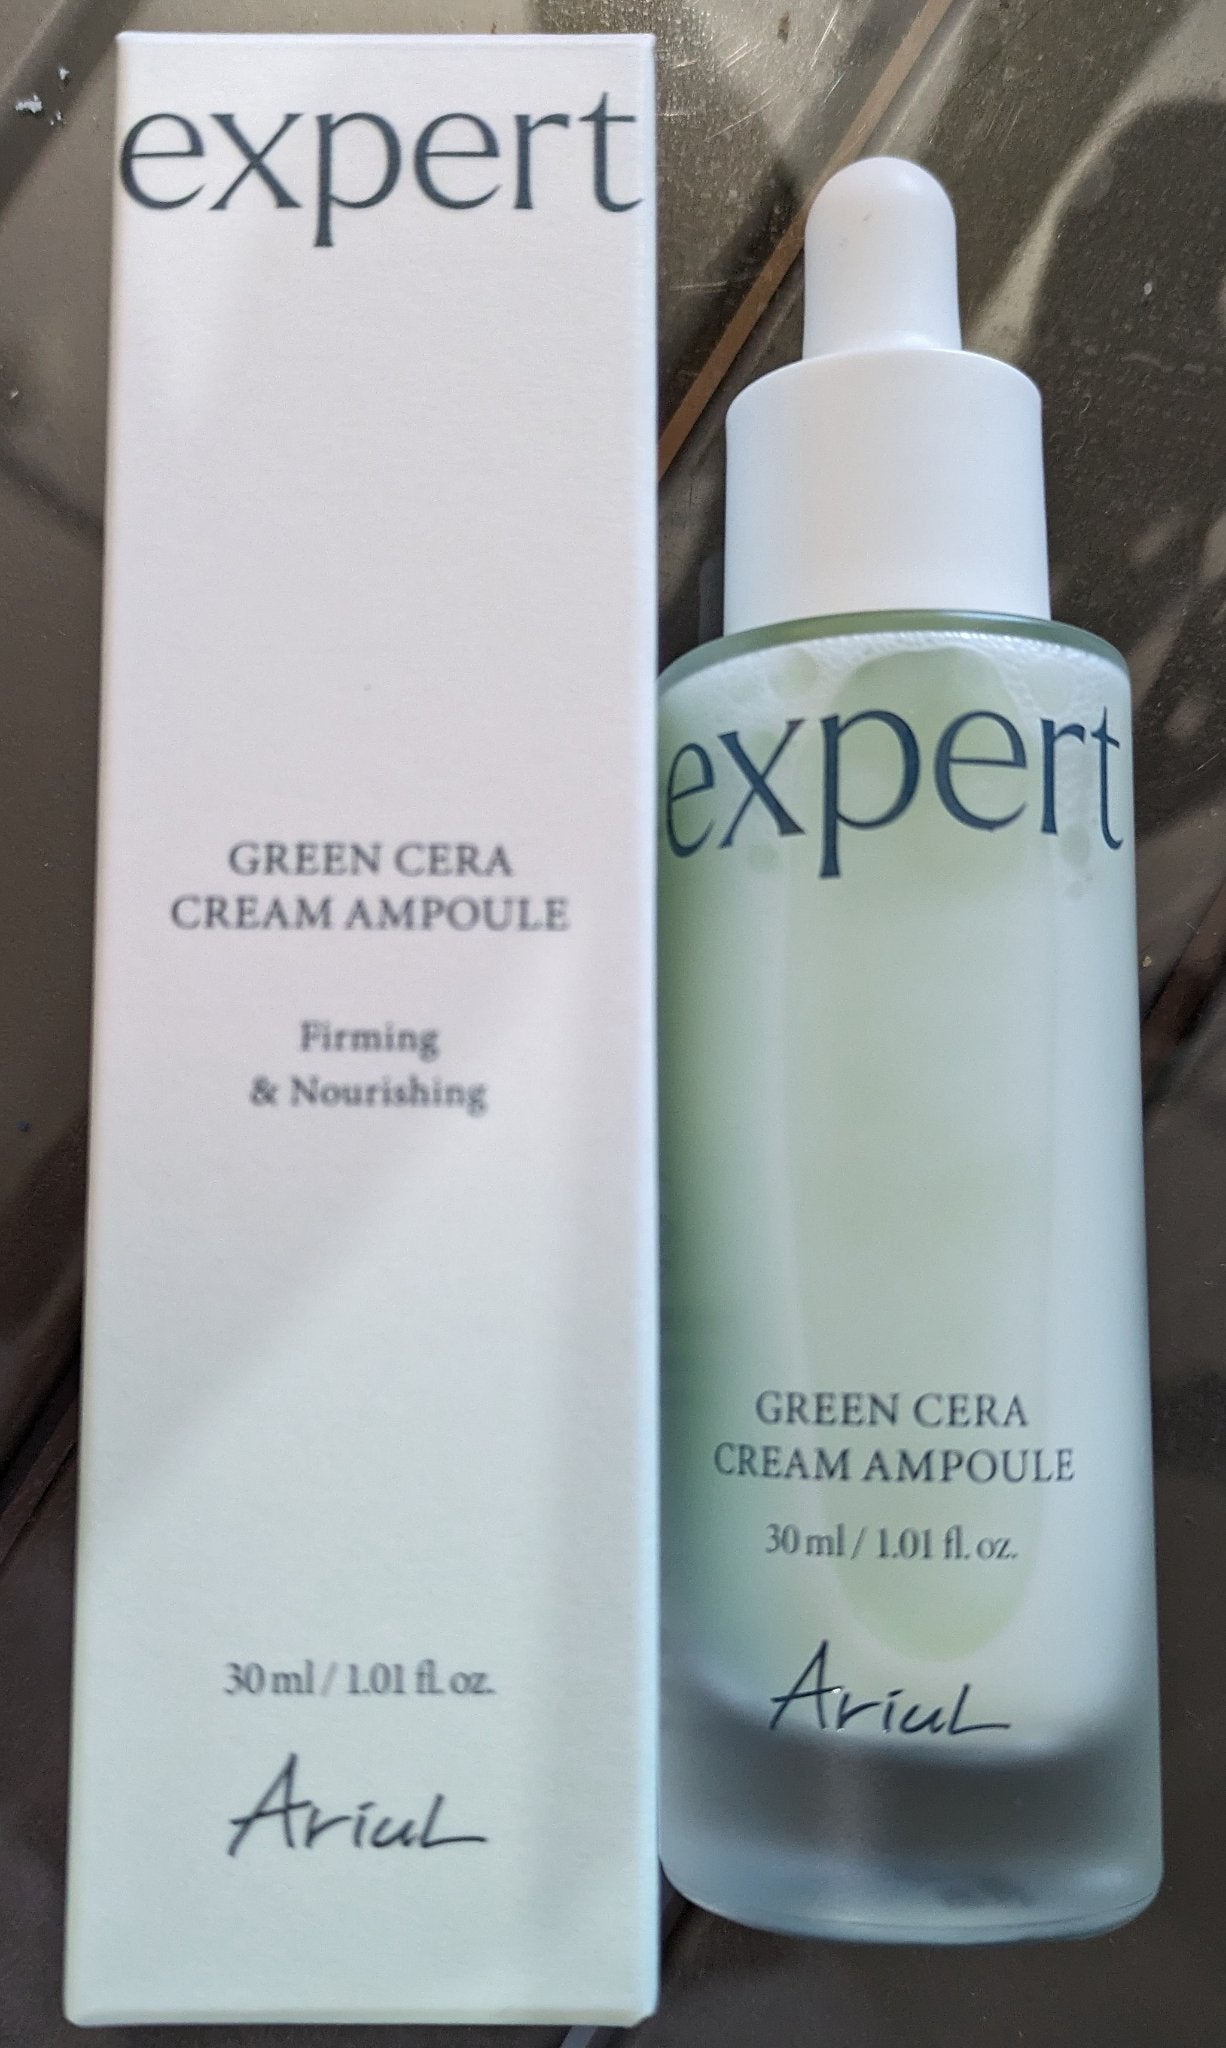 expert
GREEN CERA
CREAM AMPOULE
Firming
& Nourishing
30 ml / 1.01 fl. oz.
Ariul
expert
GREEN CERA
CREAM AMPOULE
30 ml / 1.01 fl. oz.
Ariul